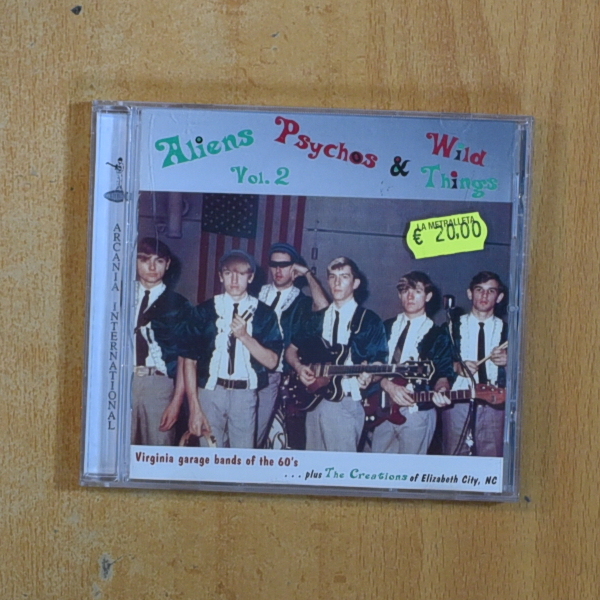 Aliens Psychos & Wild Things
Vol. 2
LA METRALLETA
€ 20.00
ARCANIA INTERNATIONAL
Virginia garage bands of the 60's
. . . plus The Creations of Elizabeth City, NC